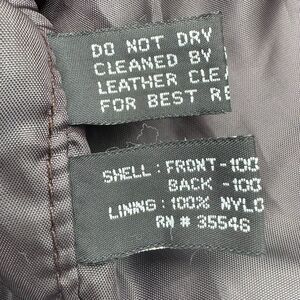 DO NOT DRY
CLEANED BY
LEATHER CLE
FOR BEST RE
SHELL : FRONT - 100
BACK - 100
LINING : 100% NYLO
RN # 35546